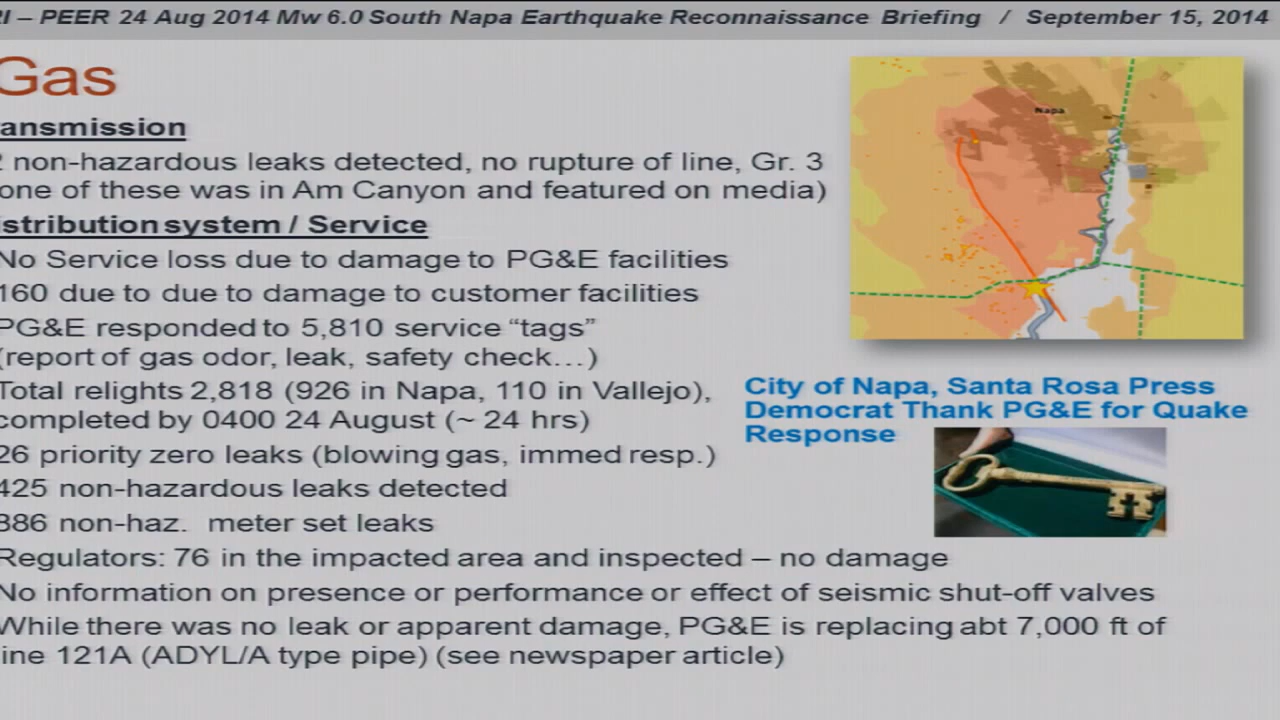 RI – PEER 24 Aug 2014 Mw 6.0 South Napa Earthquake Reconnaissance Briefing / September 15, 2014
Gas
ansmission
2 non-hazardous leaks detected, no rupture of line, Gr. 3
(one of these was in Am Canyon and featured on media)
istribution system / Service
No Service loss due to damage to PG&E facilities
160 due to due to damage to customer facilities
PG&E responded to 5,810 service “tags”
(report of gas odor, leak, safety check…)
Total relights 2,818 (926 in Napa, 110 in Vallejo),
completed by 0400 24 August (~ 24 hrs)
26 priority zero leaks (blowing gas, immed resp.)
425 non-hazardous leaks detected
886 non-haz. meter set leaks
Regulators: 76 in the impacted area and inspected – no damage
No information on presence or performance or effect of seismic shut-off valves
While there was no leak or apparent damage, PG&E is replacing abt 7,000 ft of
ine 121A (ADYL/A type pipe) (see newspaper article)
Napa
City of Napa, Santa Rosa Press
Democrat Thank PG&E for Quake
Response